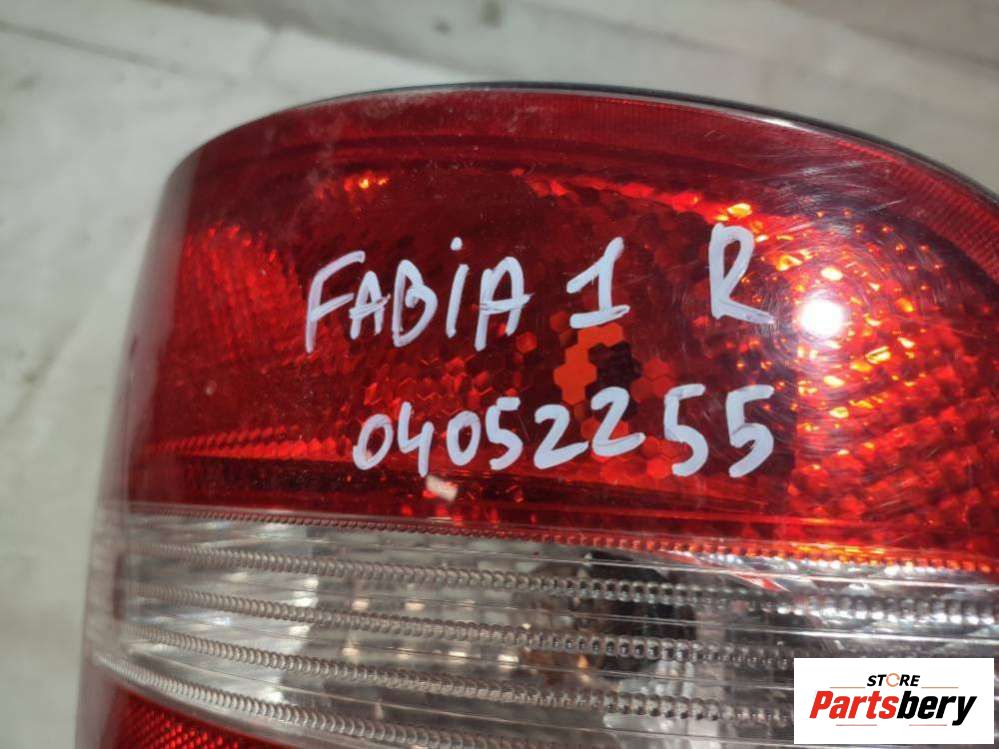 FABiA 1 R
04052255
STORE
Partsbery